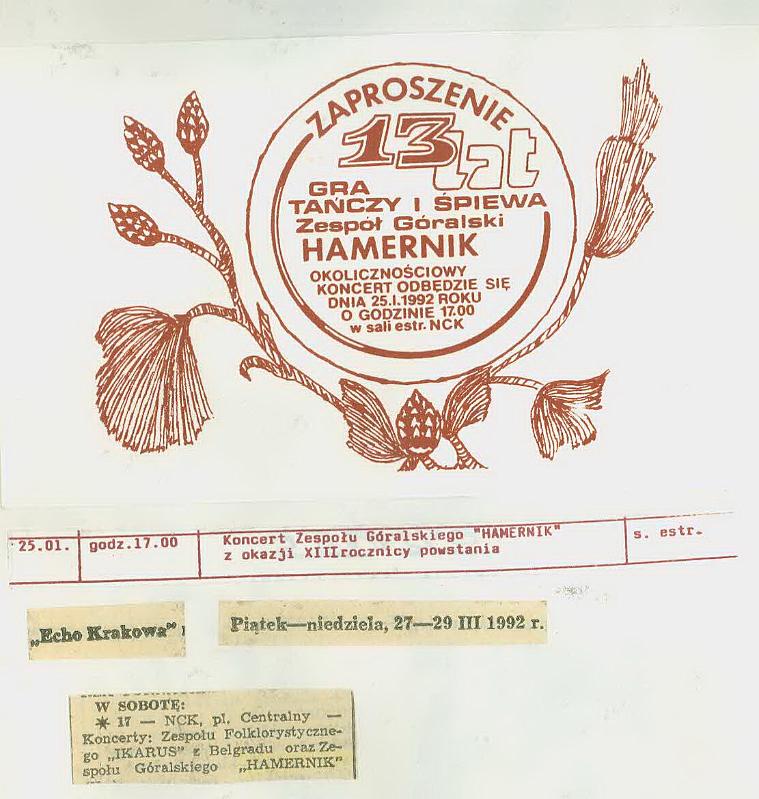 ZAPROSZENIE
13 lat
GRA
TAŃCZY I ŚPIEWA
Zespół Góralski
HAMERNIK
OKOLICZNOŚCIOWY
KONCERT ODBĘDZIE SIĘ
DNIA 25.I.1992 ROKU
O GODZINIE 17.00
w sali estr. NCK
25.01. godz.17.00 Koncert Zespołu Góralskiego "HAMERNIK" s. estr.
z okazji XIIIrocznicy powstania
„Echo Krakowa”
Piątek—niedziela, 27—29 III 1992 r.
W SOBOTĘ:
* 17 — NCK, pl. Centralny —
Koncerty: Zespołu Folklorystyczne-
go „IKARUS” z Belgradu oraz Ze-
społu Góralskiego „HAMERNIK”